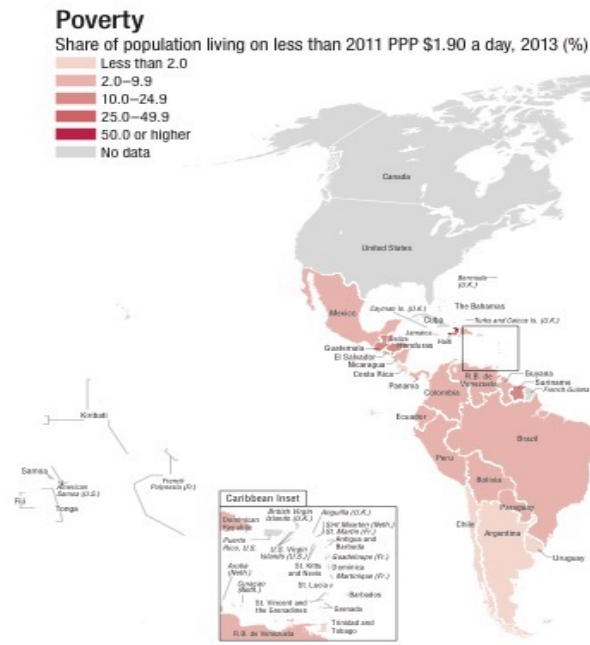 Poverty
Share of population living on less than 2011 PPP $1.90 a day, 2013 (%)
Less than 2.0
2.0–9.9
10.0–24.9
25.0–49.9
50.0 or higher
No data
Canada
United States
Bermuda
(U.K.)
Cayman Is. (U.K.)
The Bahamas
Cuba
Turks and Caicos Is. (U.K.)
Mexico
Jamaica
Belize
Haiti
Honduras
Guatemala
El Salvador
Nicaragua
Costa Rica
Panama
R.B. de
Venezuela
Guyana
Suriname
French Guiana
Colombia
Ecuador
Kiribati
Brazil
Peru
Samoa
American
Samoa (U.S.)
French
Polynesia (Fr.)
Bolivia
Fiji
Tonga
Paraguay
Chile
Argentina
Uruguay
Caribbean Inset
Dominican
Republic
British Virgin
Islands (U.K.)
Anguilla (U.K.)
Sint Maarten (Neth.)
St. Martin (Fr.)
Antigua and
Barbuda
Puerto
Rico, U.S.
U.S. Virgin
Islands (U.S.)
Guadeloupe (Fr.)
Aruba
(Neth.)
St. Kitts
and Nevis
Dominica
Martinique (Fr.)
Curaçao
(Neth.)
St. Lucia
Barbados
St. Vincent and
the Grenadines
Grenada
Trinidad and
Tobago
R.B. de Venezuela